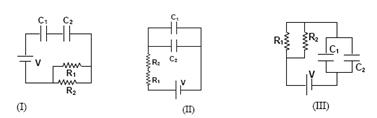 C₁ C₂
V
R₁
R₂
(I)
C₁
C₂
R₂
R₁
V
(II)
R₁ R₂
C₁
C₂
V
(III)